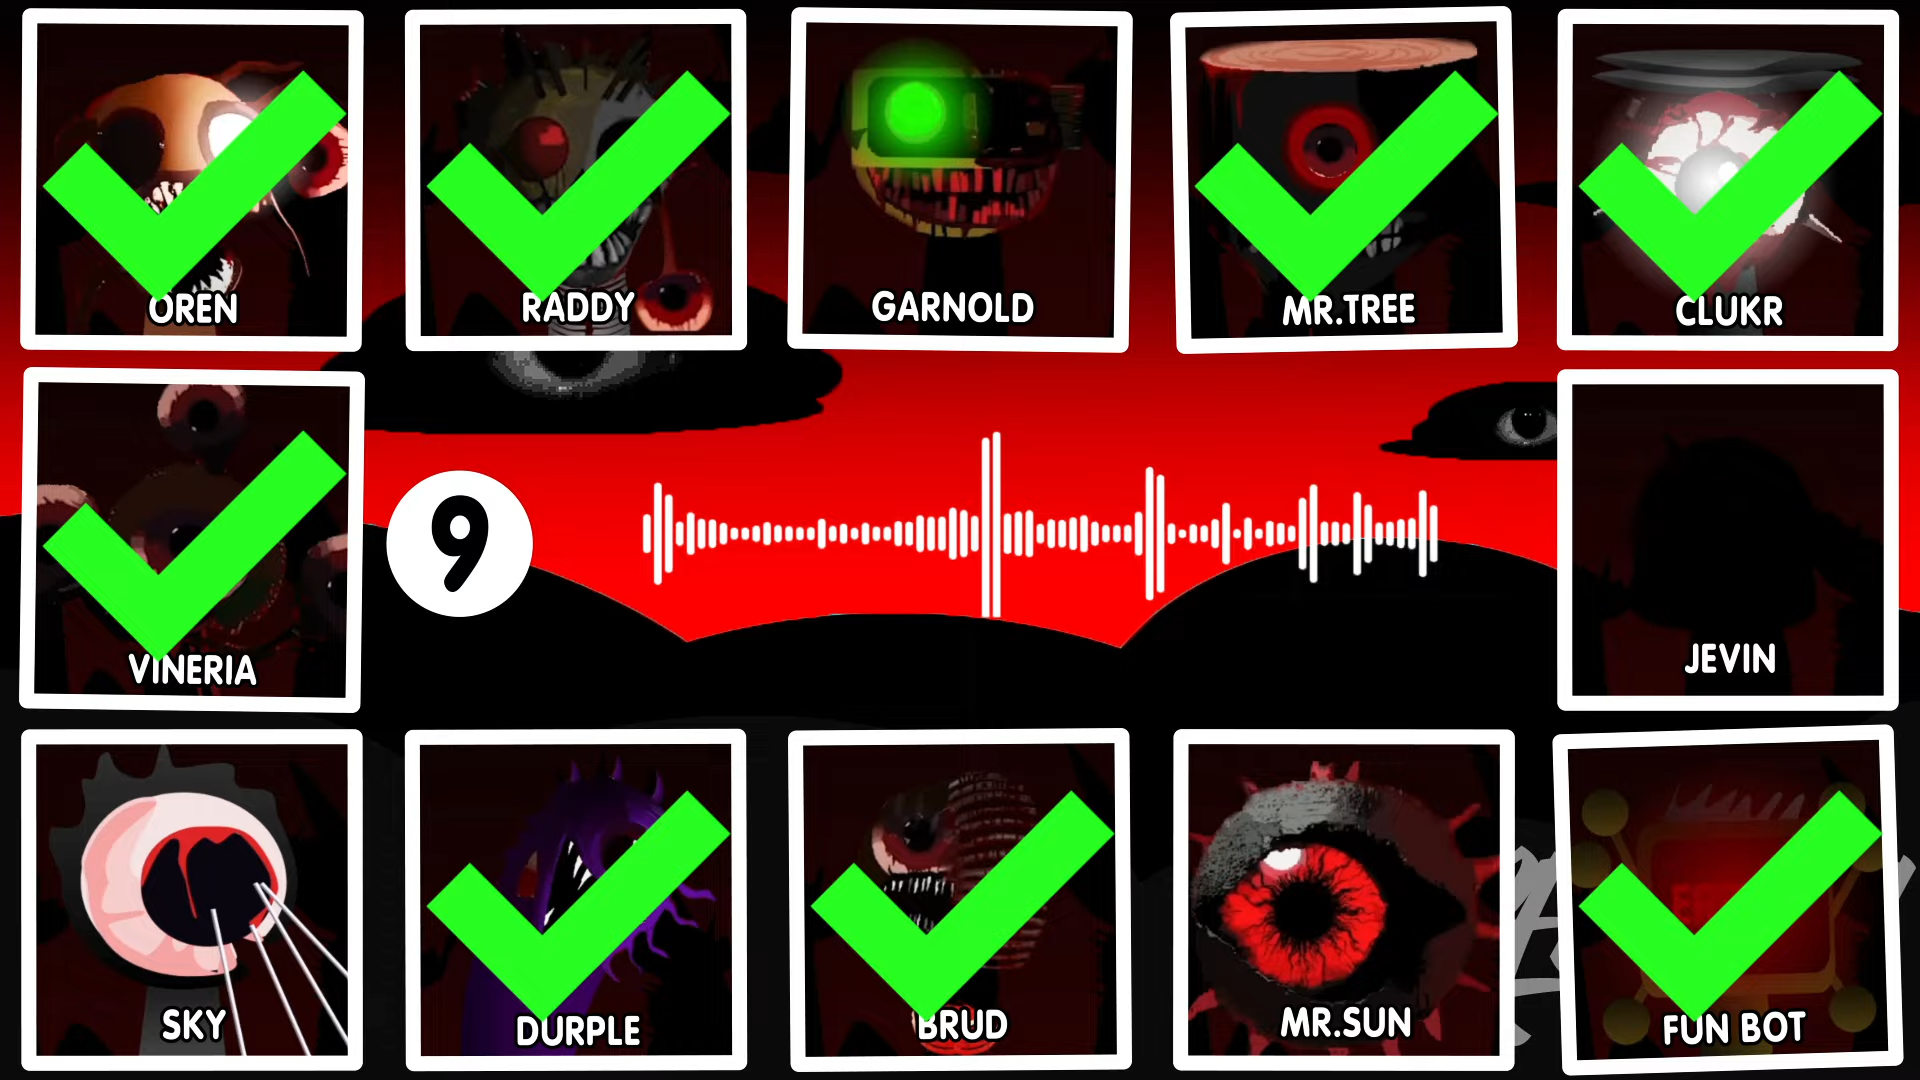 OREN
RADDY
GARNOLD
MR.TREE
CLUKR
VINERIA
9
JEVIN
SKY
DURPLE
BRUD
MR.SUN
FUN BOT